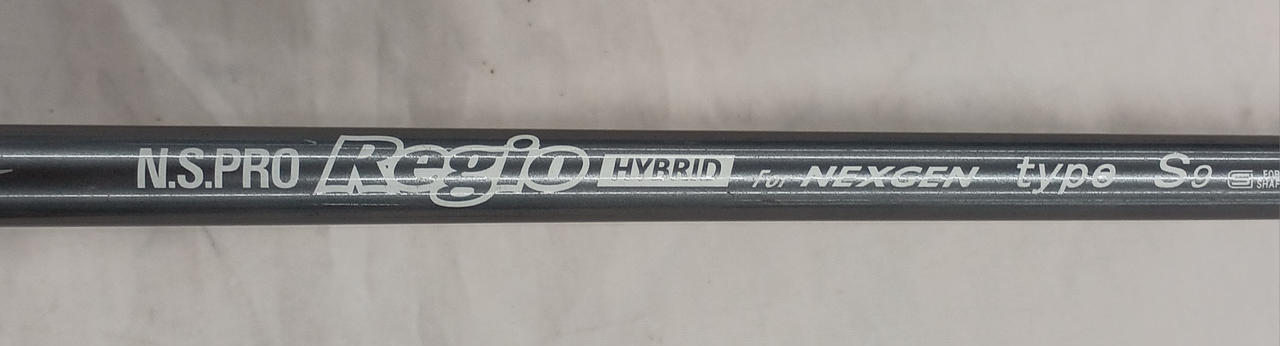 N.S.PRO Regio HYBRID For NEXGEN type S9